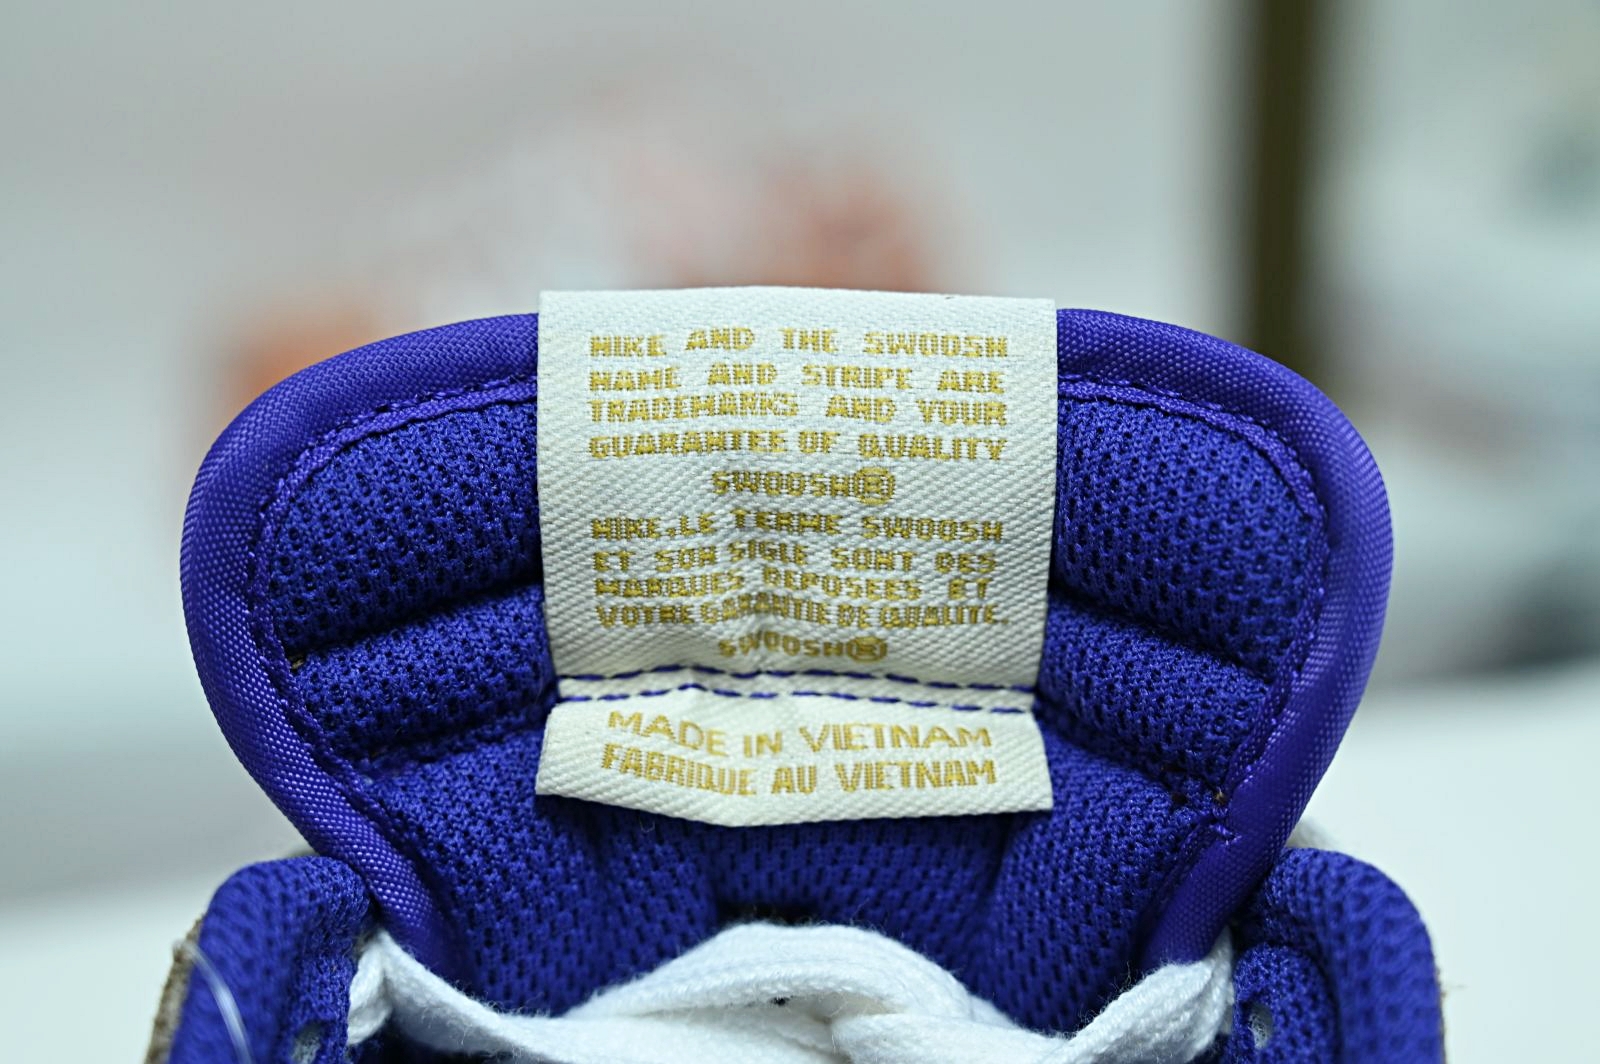 NIKE AND THE SWOOSH
NAME AND STRIPE ARE
TRADEMARKS AND YOUR
GUARANTEE OF QUALITY
SWOOSH®
NIKE,LE TERME SWOOSH
ET SON SIGLE SONT DES
MARQUES DEPOSEES ET
VOTRE GARANTIE DE QUALITE.
SWOOSH®
MADE IN VIETNAM
FABRIQUE AU VIETNAM